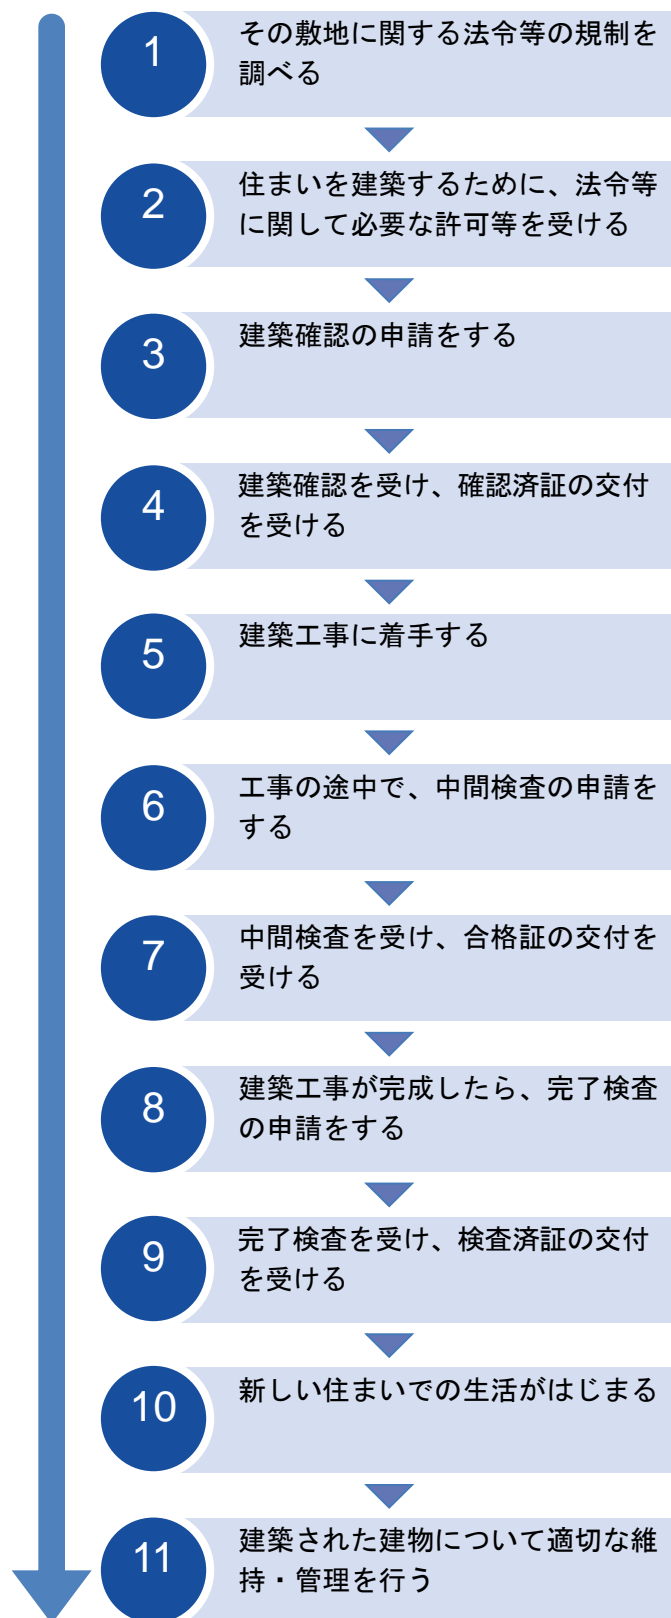 1
その敷地に関する法令等の規制を
調べる
2
住まいを建築するために、法令等
に関して必要な許可等を受ける
3
建築確認の申請をする
4
建築確認を受け、確認済証の交付
を受ける
5
建築工事に着手する
6
工事の途中で、中間検査の申請を
する
7
中間検査を受け、合格証の交付を
受ける
8
建築工事が完成したら、完了検査
の申請をする
9
完了検査を受け、検査済証の交付
を受ける
10
新しい住まいでの生活がはじまる
11
建築された建物について適切な維
持・管理を行う